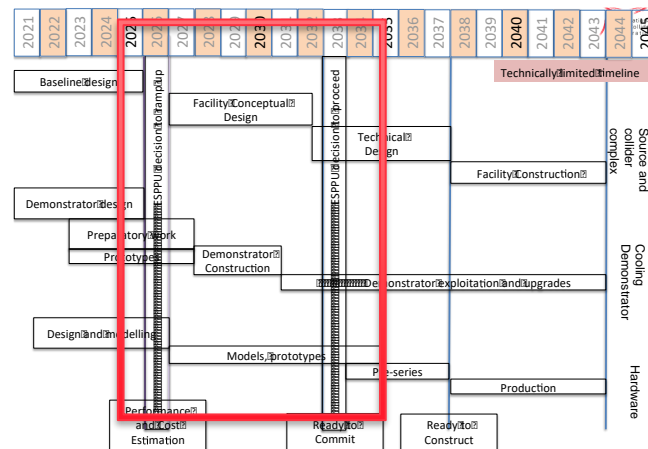 2021 2022 2023 2024 2025 2026 2027 2028 2029 2030 2031 2032 2033 2034 2035 2036 2037 2038 2039 2040 2041 2042 2043 2044 2045
Technically limited timeline
Baseline design
ESPPU decision to ramp up
Facility Conceptual
Design
ESPPU decision to proceed
Technical
Design
Facility Construction
Source and
collider
complex
Demonstrator design
Preparatory work
Prototypes
Demonstrator
Construction
Demonstrator exploitation and upgrades
Cooling
Demonstrator
Design and modelling
Models, prototypes
Pre-series
Production
Hardware
Performance
and Cost
Estimation
Ready to
Commit
Ready to
Construct